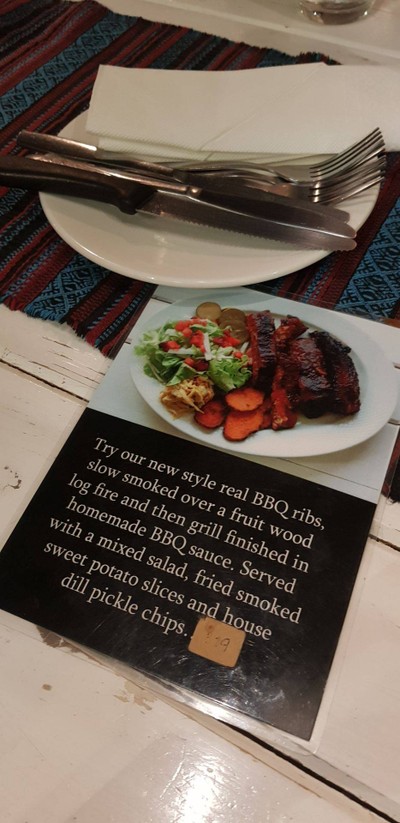 Try our new style real BBQ ribs,
slow smoked over a fruit wood
log fire and then grill finished in
homemade BBQ sauce. Served
with a mixed salad, fried smoked
sweet potato slices and house
dill pickle chips..